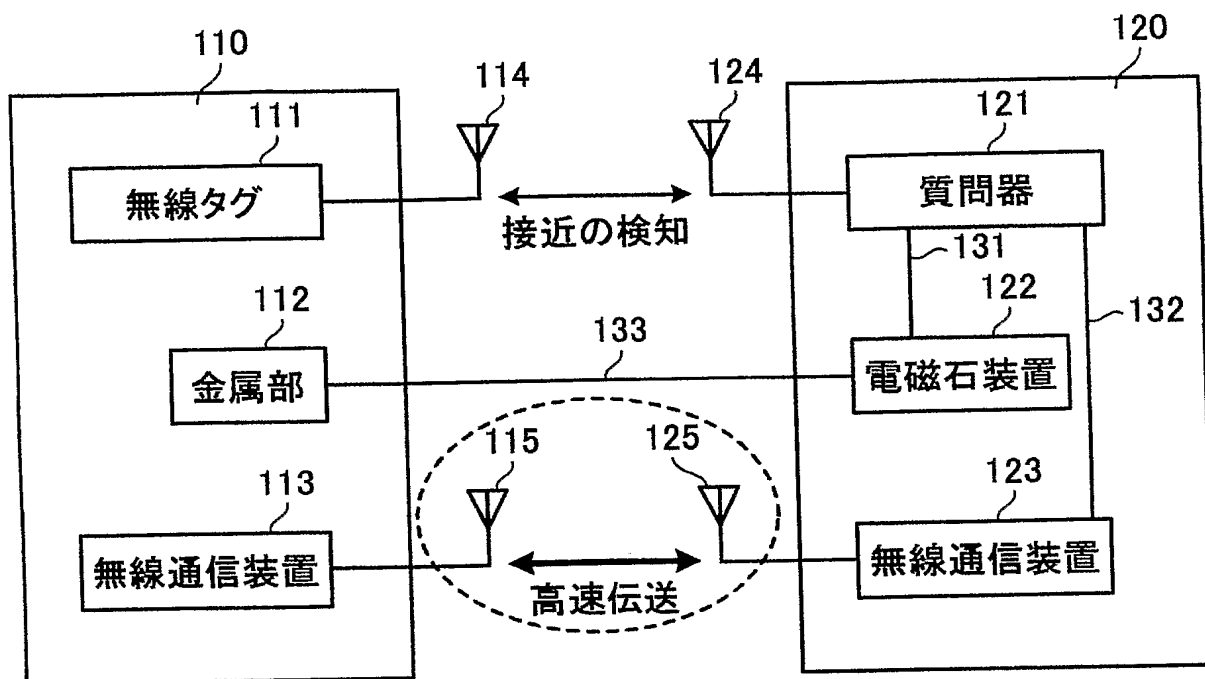 110
120
114
124
111
121
無線タグ
質問器
接近の検知
131
112
122
132
133
金属部
電磁石装置
115
125
113
123
無線通信装置
無線通信装置
高速伝送